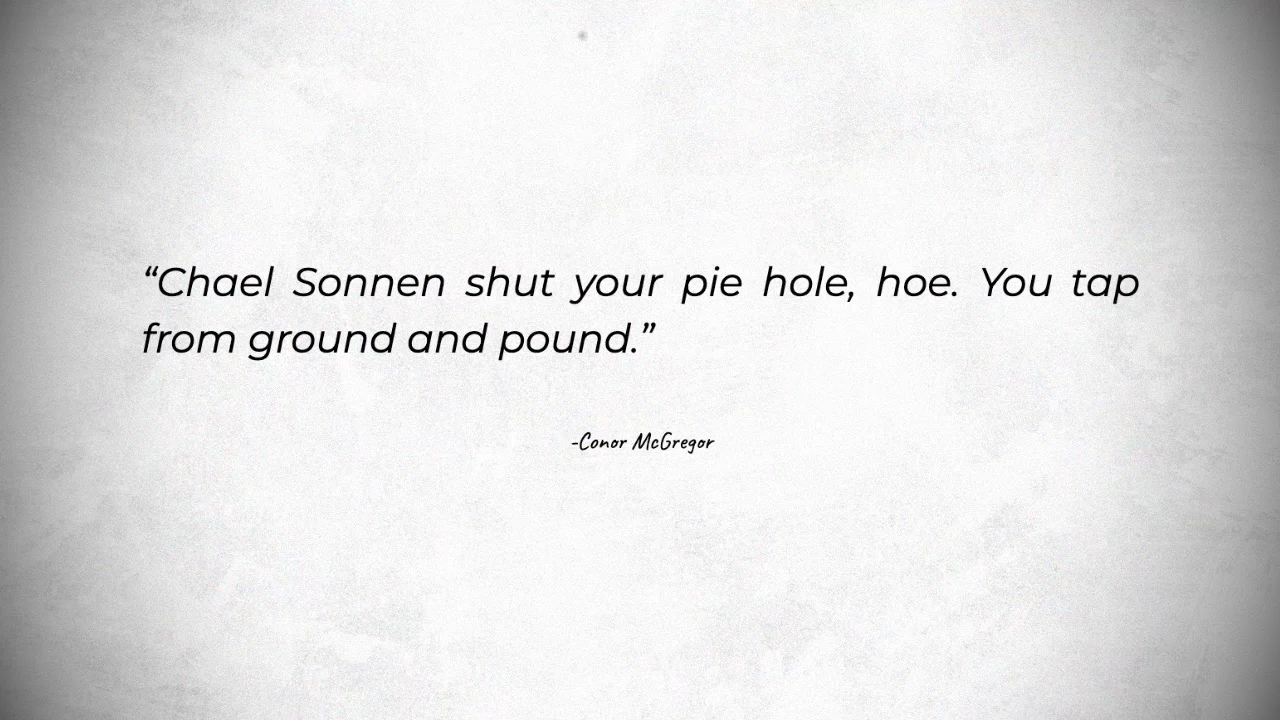 “Chael Sonnen shut your pie hole, hoe. You tap
from ground and pound.”
-Conor McGregor